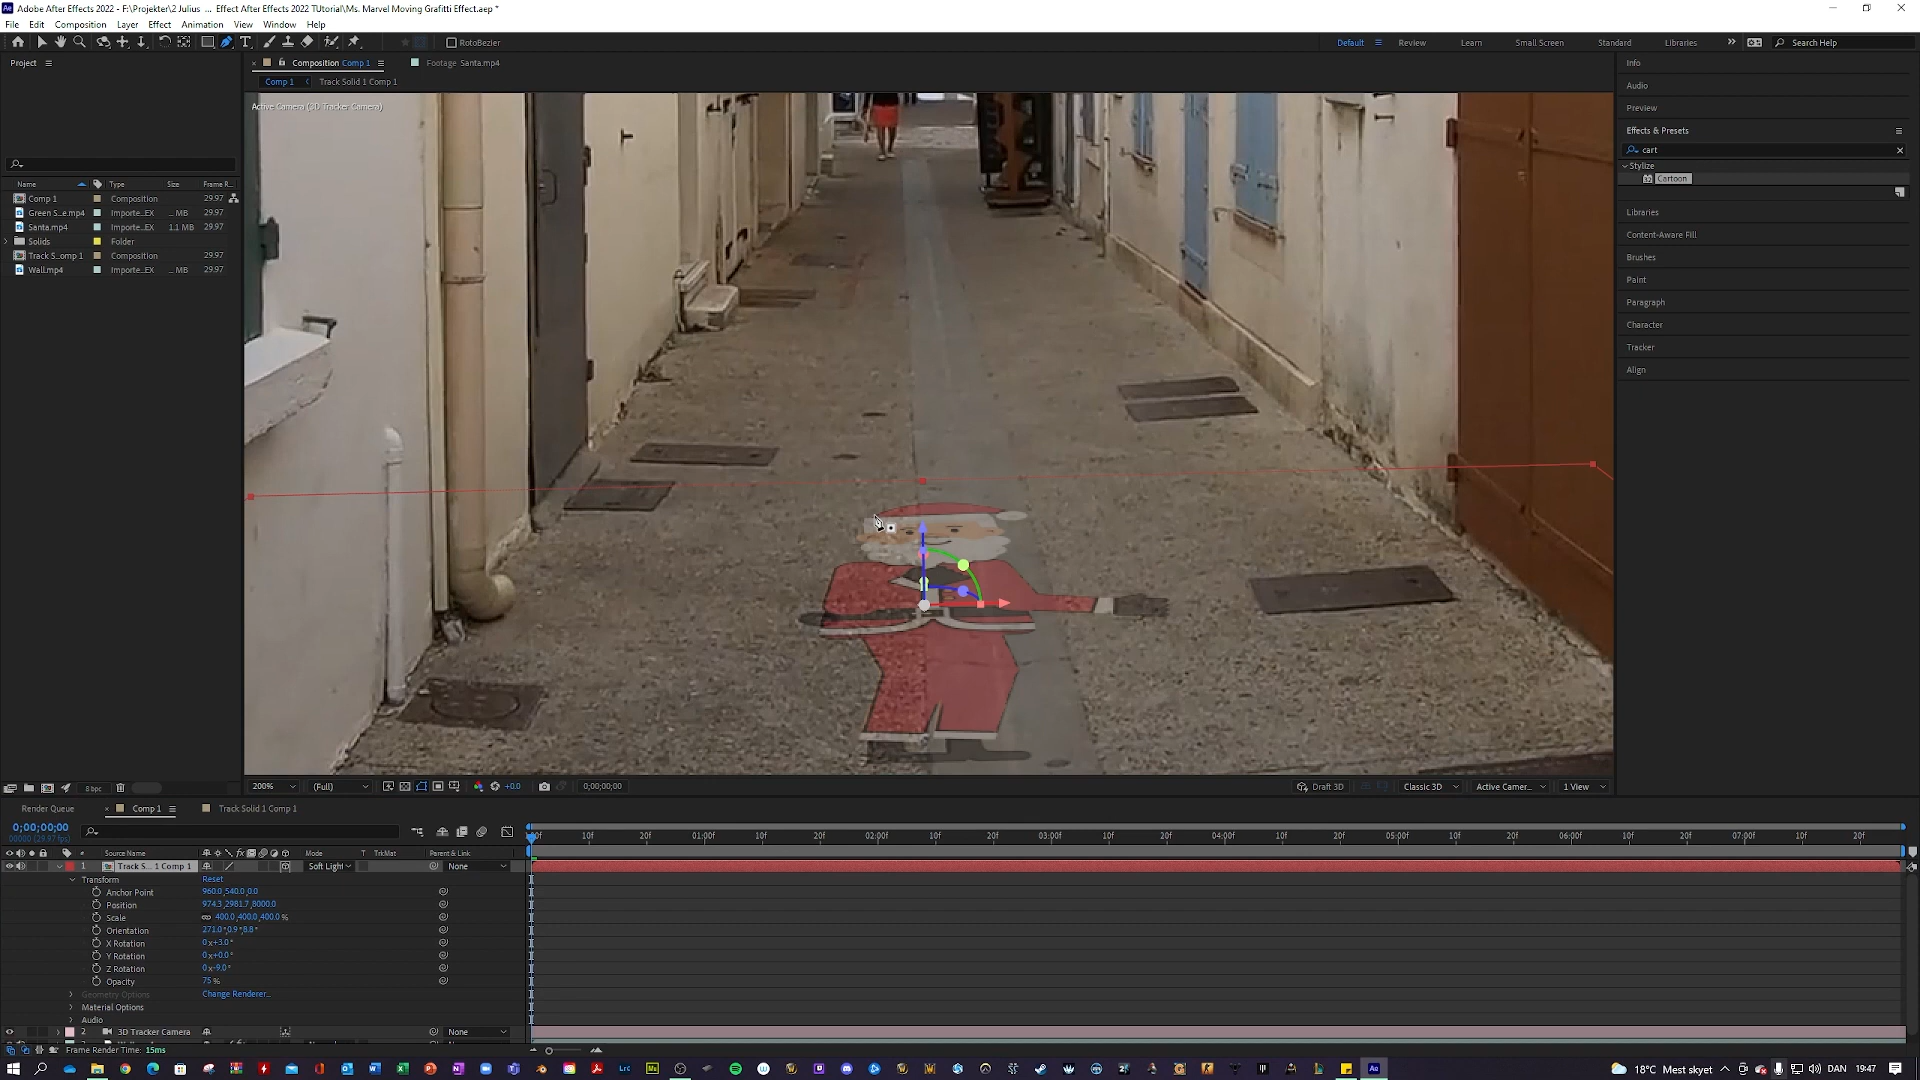 Adobe After Effects 2022 - F:\Projekter\2 Julius ... Effect After Effects 2022 TUtorial\Ms. Marvel Moving Grafitti Effect.aep *
File Edit Composition Layer Effect Animation View Window Help
RotoBezier Default Review Learn Small Screen Standard Libraries Search Help
Project Composition Comp 1 Footage Santa.mp4 Info
Comp 1 Track Solid 1 Comp 1 Audio
Active Camera (3D Tracker Camera) Preview
Effects & Presets
cart
Stylize
Cartoon
Name Type Size Frame R...
Comp 1 Composition 29.97
Green S...e.mp4 Importe...EX ... MB 29.97
Santa.mp4 Importe...EX 1.1 MB 29.97
Solids Folder
Track S...omp 1 Composition 29.97
Wall.mp4 Importe...EX ... MB 29.97
Libraries
Content-Aware Fill
Brushes
Paint
Paragraph
Character
Tracker
Align
8 bpc 200% (Full) +0.0 0;00;00;00 Draft 3D Classic 3D Active Camer... 1 View
Render Queue Comp 1 Track Solid 1 Comp 1
0;00;00;00
00000 (29.97 fps)
00f 10f 20f 01:00f 10f 20f 02:00f 10f 20f 03:00f 10f 20f 04:00f 10f 20f 05:00f 10f 20f 06:00f 10f 20f 07:00f 10f 20f
# Source Name Mode T TrkMat Parent & Link
1 Track S... 1 Comp 1 Soft Light None
Transform Reset
Anchor Point 960.0,540.0,0.0
Position 974.3,2981.7,8000.0
Scale 400.0,400.0,400.0 %
Orientation 271.0°,0.9°,8.8°
X Rotation 0x+3.0°
Y Rotation 0x+0.0°
Z Rotation 0x-9.0°
Opacity 75 %
Geometry Options Change Renderer...
Material Options
Audio
2 3D Tracker Camera None
Frame Render Time: 15ms
18°C Mest skyet DAN 19:47